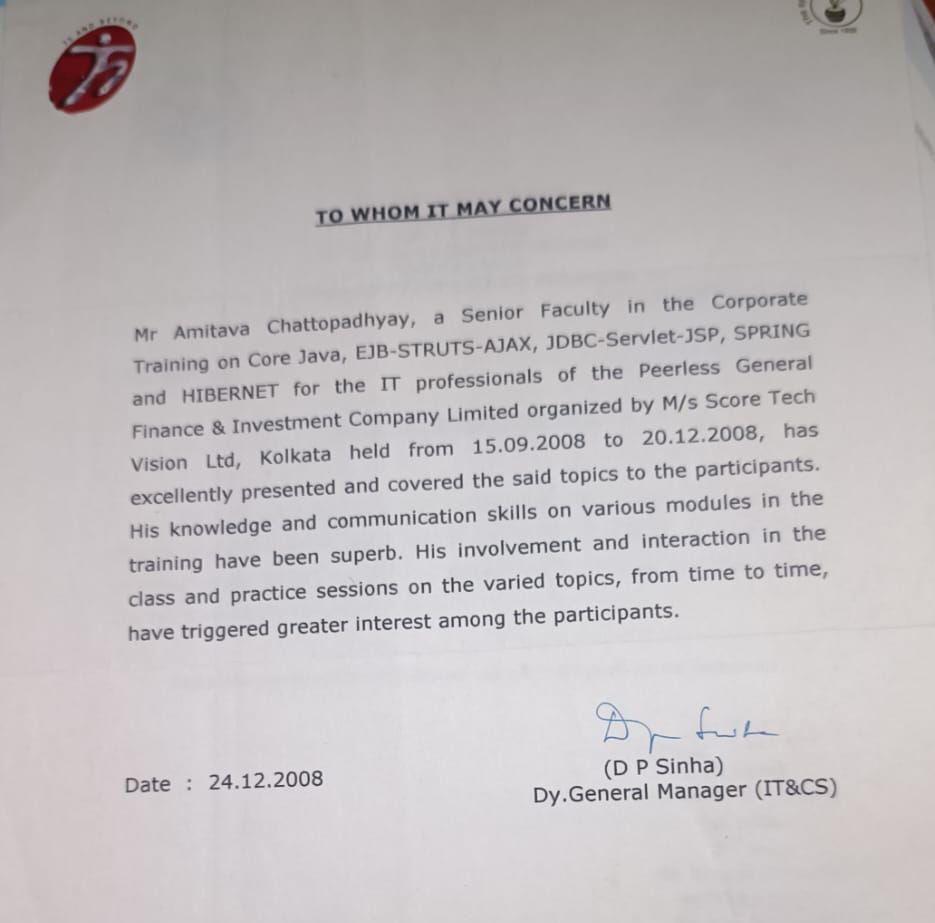 75 AND BEYOND
Since 1932
TO WHOM IT MAY CONCERN
Mr Amitava Chattopadhyay, a Senior Faculty in the Corporate
Training on Core Java, EJB-STRUTS-AJAX, JDBC-Servlet-JSP, SPRING
and HIBERNET for the IT professionals of the Peerless General
Finance & Investment Company Limited organized by M/s Score Tech
Vision Ltd, Kolkata held from 15.09.2008 to 20.12.2008, has
excellently presented and covered the said topics to the participants.
His knowledge and communication skills on various modules in the
training have been superb. His involvement and interaction in the
class and practice sessions on the varied topics, from time to time,
have triggered greater interest among the participants.
(D P Sinha)
Date : 24.12.2008
Dy.General Manager (IT&CS)